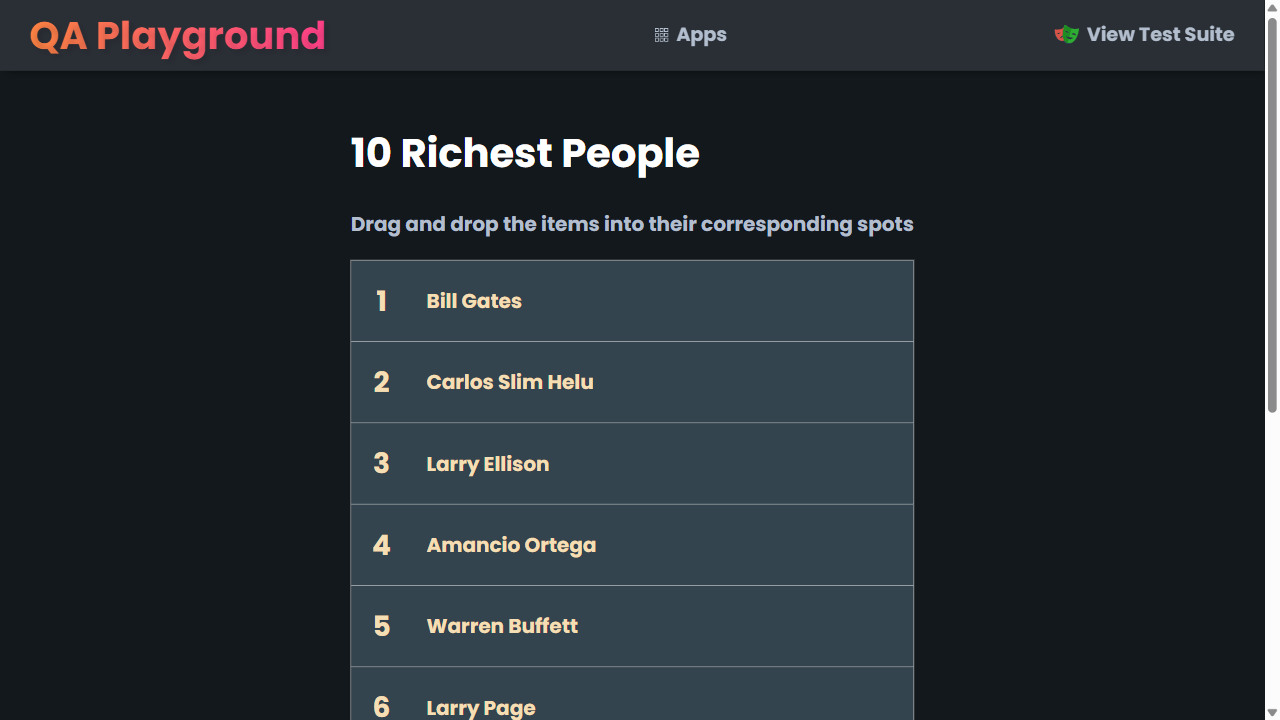 QA Playground
Apps
View Test Suite
10 Richest People
Drag and drop the items into their corresponding spots
1 Bill Gates
2 Carlos Slim Helu
3 Larry Ellison
4 Amancio Ortega
5 Warren Buffett
6 Larry Page